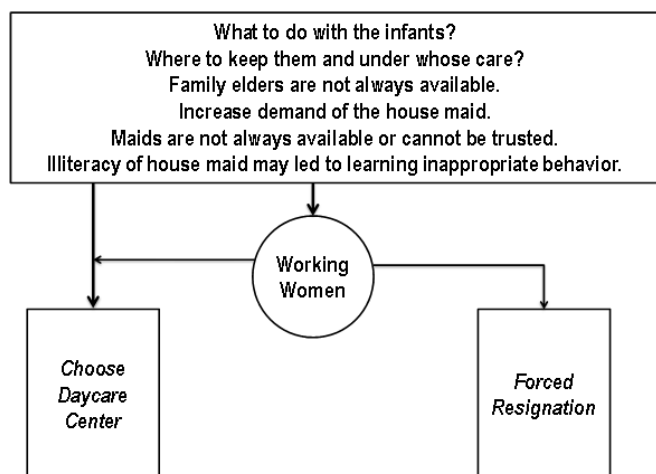 What to do with the infants?
Where to keep them and under whose care?
Family elders are not always available.
Increase demand of the house maid.
Maids are not always available or cannot be trusted.
Illiteracy of house maid may led to learning inappropriate behavior.
Working
Women
Choose
Daycare
Center
Forced
Resignation